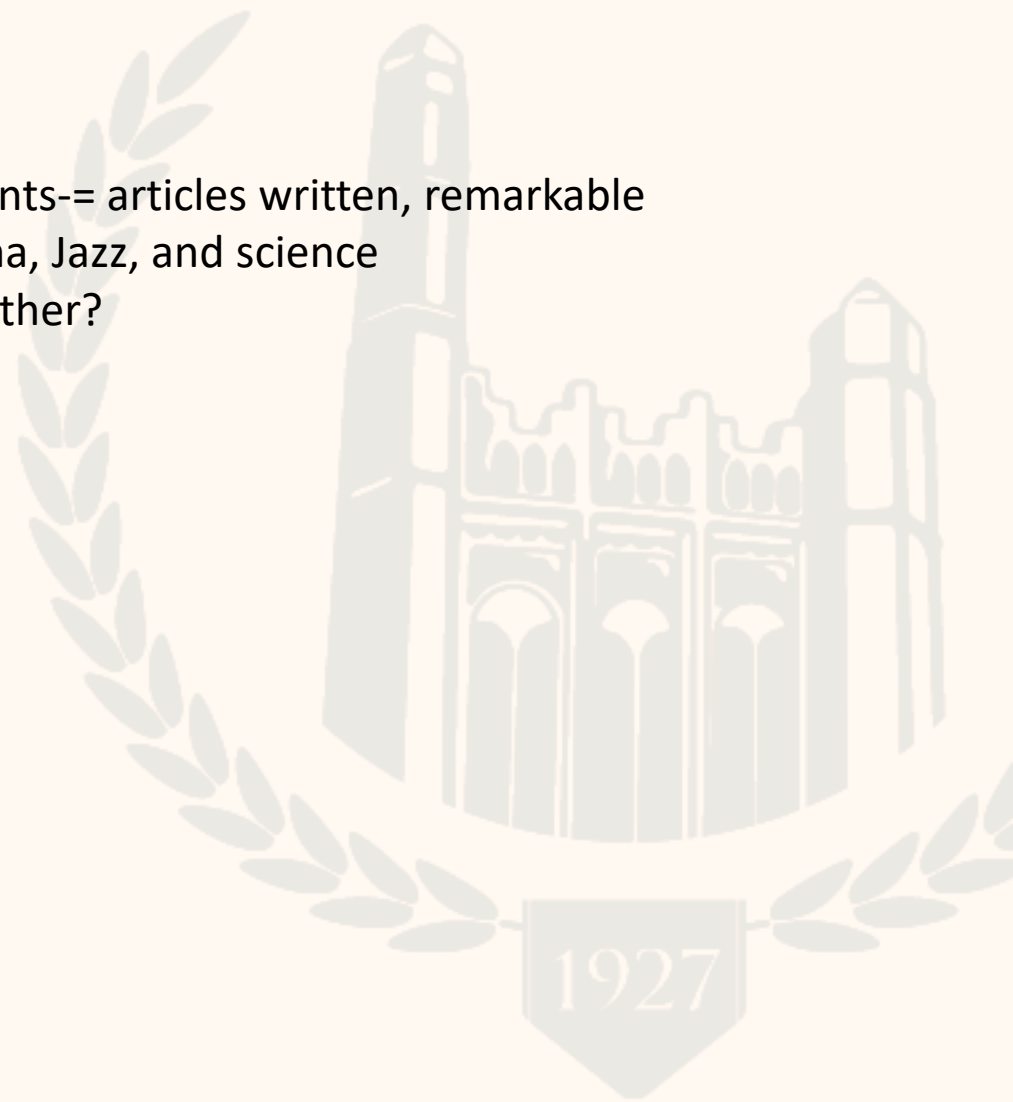 nts-= articles written, remarkable
na, Jazz, and science
ther?
1927